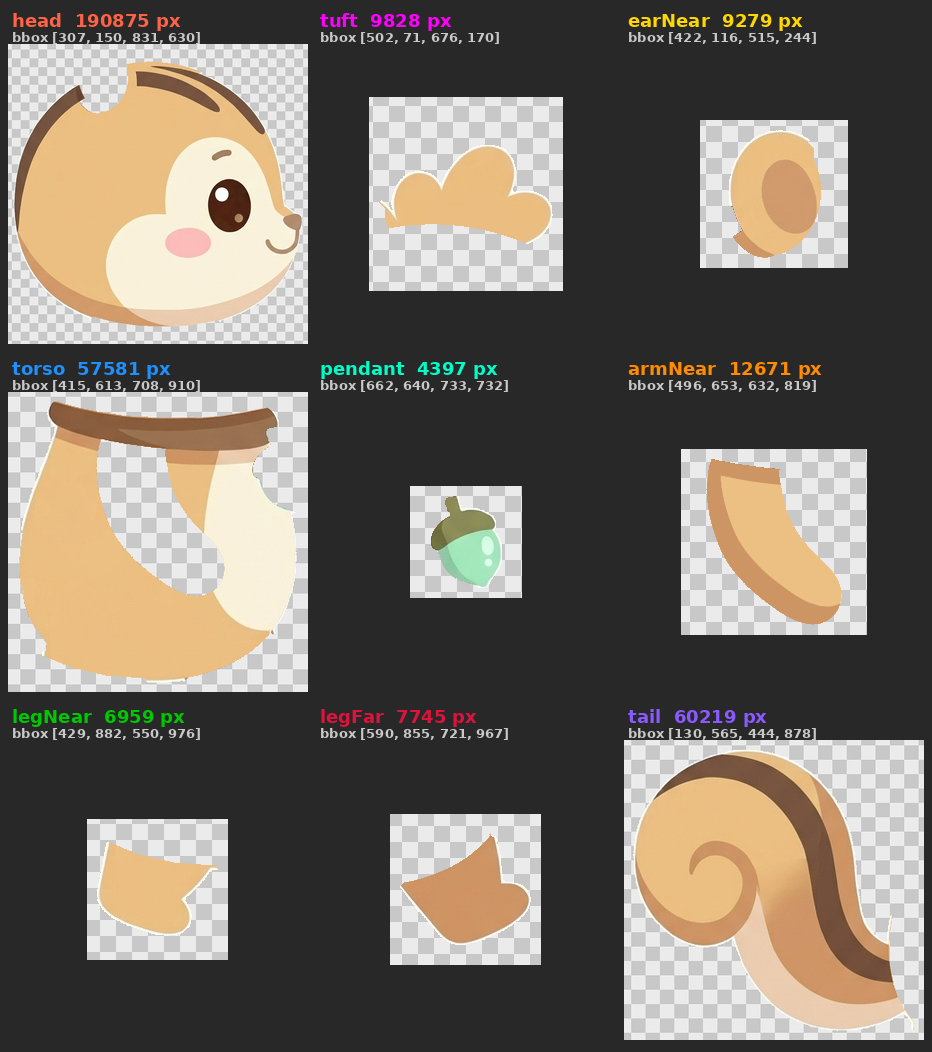 head  190875 px
bbox [307, 150, 831, 630]
tuft  9828 px
bbox [502, 71, 676, 170]
earNear  9279 px
bbox [422, 116, 515, 244]
torso  57581 px
bbox [415, 613, 708, 910]
pendant  4397 px
bbox [662, 640, 733, 732]
armNear  12671 px
bbox [496, 653, 632, 819]
legNear  6959 px
bbox [429, 882, 550, 976]
legFar  7745 px
bbox [590, 855, 721, 967]
tail  60219 px
bbox [130, 565, 444, 878]